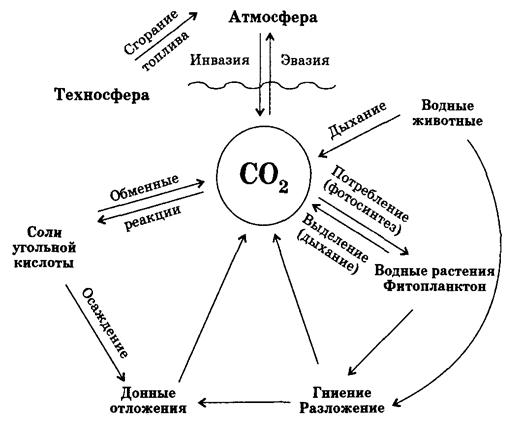 Атмосфера
Сгорание
топлива
Инвазия
Эвазия
Техносфера
Водные
животные
Дыхание
CO₂
Обменные
реакции
Потребление
(фотосинтез)
Выделение
(дыхание)
Соли
угольной
кислоты
Водные растения
Фитопланктон
Осаждение
Донные
отложения
Гниение
Разложение